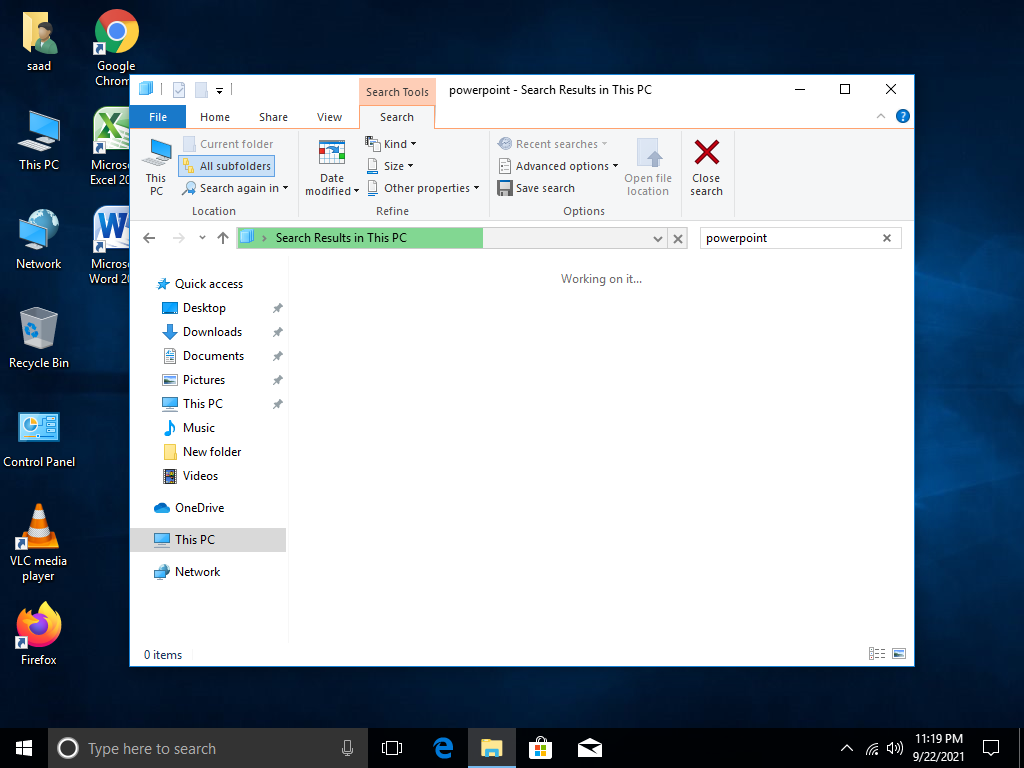 saad
Google
Chrom
This PC
Micros
Excel 20
Network
Micros
Word 20
Recycle Bin
Control Panel
VLC media
player
Firefox
Search Tools
powerpoint - Search Results in This PC
File
Home
Share
View
Search
This
PC
Current folder
All subfolders
Search again in
Location
Date
modified
Kind
Size
Other properties
Refine
Recent searches
Advanced options
Save search
Open file
location
Options
Close
search
Search Results in This PC
powerpoint
Working on it...
Quick access
Desktop
Downloads
Documents
Pictures
This PC
Music
New folder
Videos
OneDrive
This PC
Network
0 items
Type here to search
11:19 PM
9/22/2021